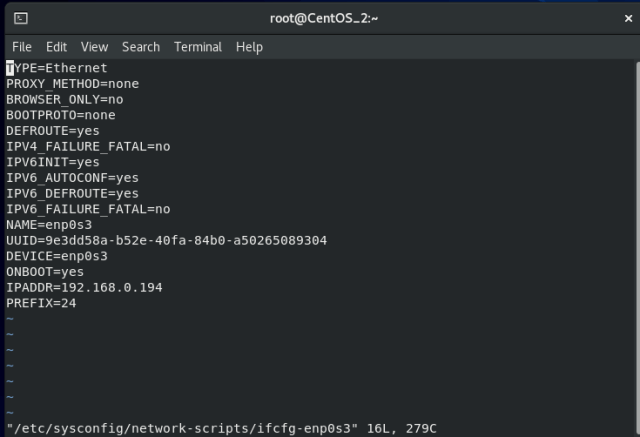 root@CentOS_2:~
File Edit View Search Terminal Help
TYPE=Ethernet
PROXY_METHOD=none
BROWSER_ONLY=no
BOOTPROTO=none
DEFROUTE=yes
IPV4_FAILURE_FATAL=no
IPV6INIT=yes
IPV6_AUTOCONF=yes
IPV6_DEFROUTE=yes
IPV6_FAILURE_FATAL=no
NAME=enp0s3
UUID=9e3dd58a-b52e-40fa-84b0-a50265089304
DEVICE=enp0s3
ONBOOT=yes
IPADDR=192.168.0.194
PREFIX=24
~
~
~
~
~
~
~
"/etc/sysconfig/network-scripts/ifcfg-enp0s3" 16L, 279C